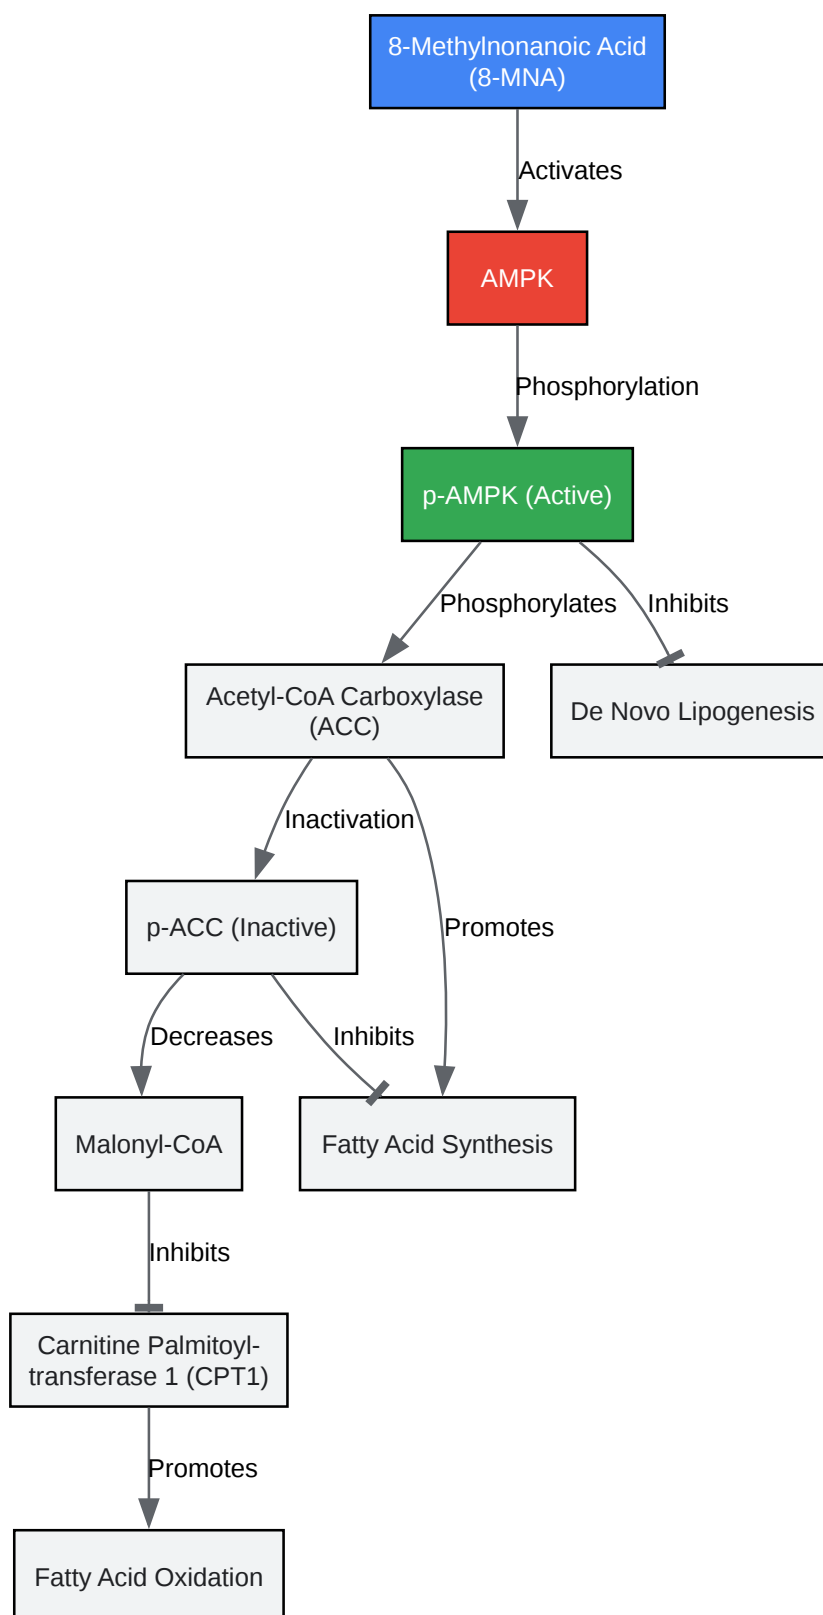 8-Methylnonanoic Acid
(8-MNA)
Activates
AMPK
Phosphorylation
p-AMPK (Active)
Phosphorylates
Inhibits
Acetyl-CoA Carboxylase
(ACC)
De Novo Lipogenesis
Inactivation
p-ACC (Inactive)
Promotes
Decreases
Inhibits
Malonyl-CoA
Fatty Acid Synthesis
Inhibits
Carnitine Palmitoyl-
transferase 1 (CPT1)
Promotes
Fatty Acid Oxidation